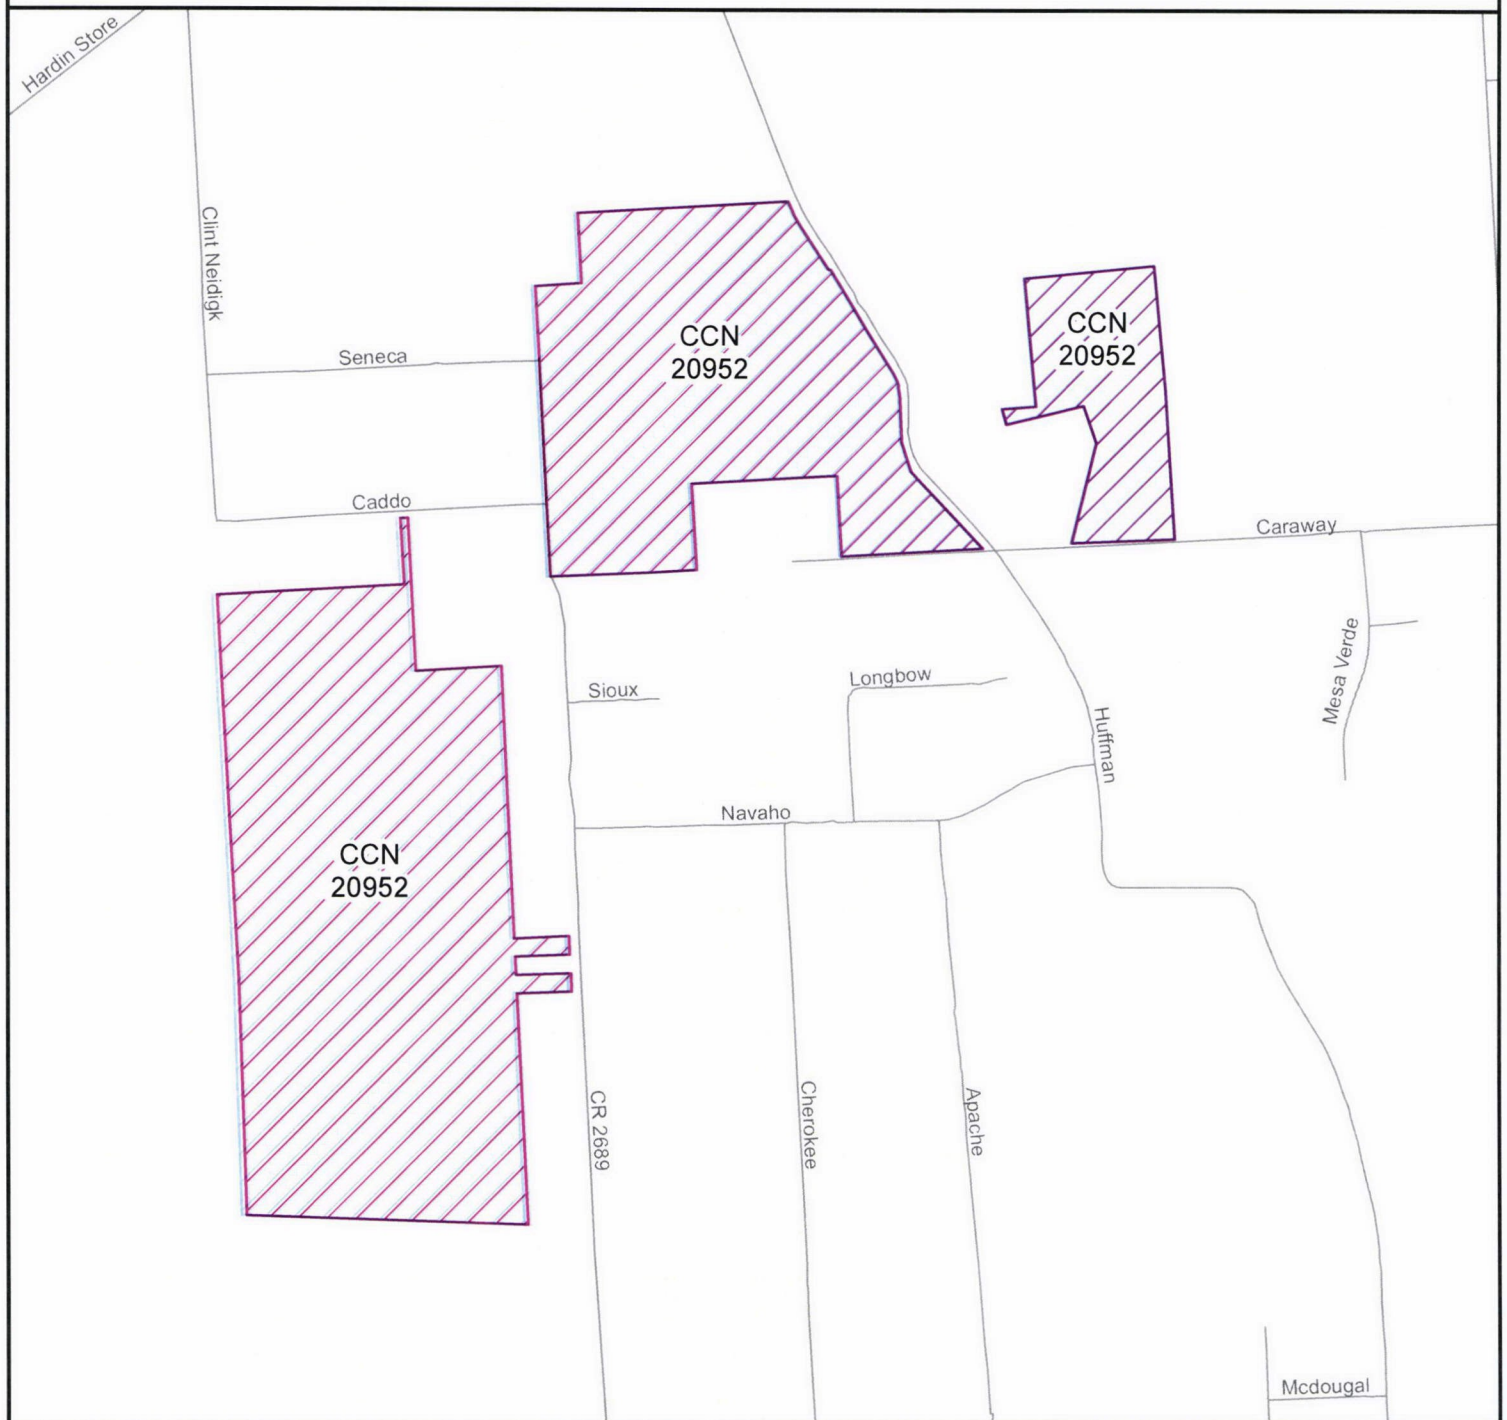 Hardin Store
Clint Neidigk
CCN
20952
CCN
20952
Seneca
Caddo
Caraway
Mesa Verde
Longbow
Sioux
Huffman
Navaho
CCN
20952
CR 2689
Cherokee
Apache
Mcdougal